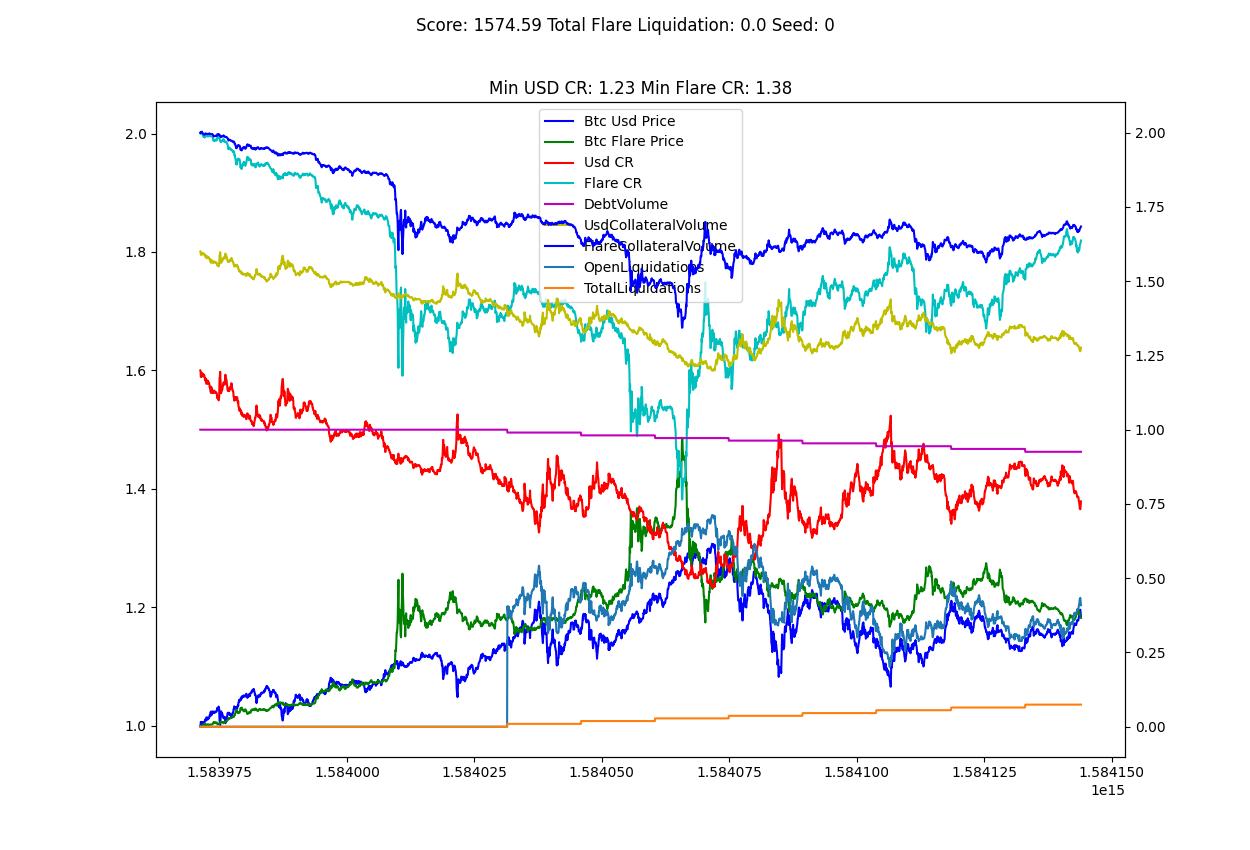 Score: 1574.59 Total Flare Liquidation: 0.0 Seed: 0
Min USD CR: 1.23 Min Flare CR: 1.38
Btc Usd Price
Btc Flare Price
Usd CR
Flare CR
DebtVolume
UsdCollateralVolume
FlareCollateralVolume
OpenLiquidations
TotalLiquidations
2.0
1.8
1.6
1.4
1.2
1.0
2.00
1.75
1.50
1.25
1.00
0.75
0.50
0.25
0.00
1.583975 1.584000 1.584025 1.584050 1.584075 1.584100 1.584125 1.584150
1e15